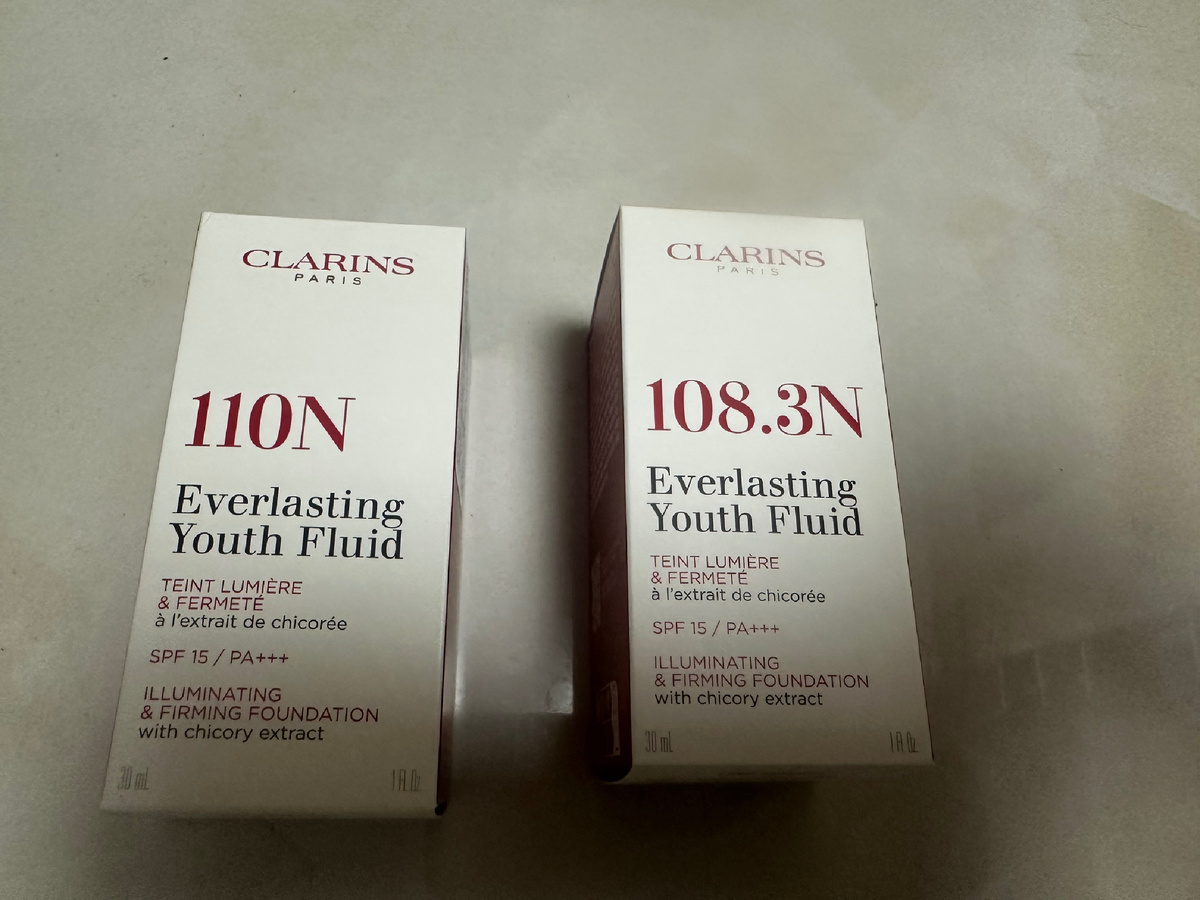 CLARINS
PARIS
110N
Everlasting
Youth Fluid
TEINT LUMIÈRE
& FERMETÉ
à l'extrait de chicorée
SPF 15 / PA+++
ILLUMINATING
& FIRMING FOUNDATION
with chicory extract
30 mL
1 Fl. Oz.
CLARINS
PARIS
108.3N
Everlasting
Youth Fluid
TEINT LUMIÈRE
& FERMETÉ
à l'extrait de chicorée
SPF 15 / PA+++
ILLUMINATING
& FIRMING FOUNDATION
with chicory extract
30 mL
1 Fl. Oz.